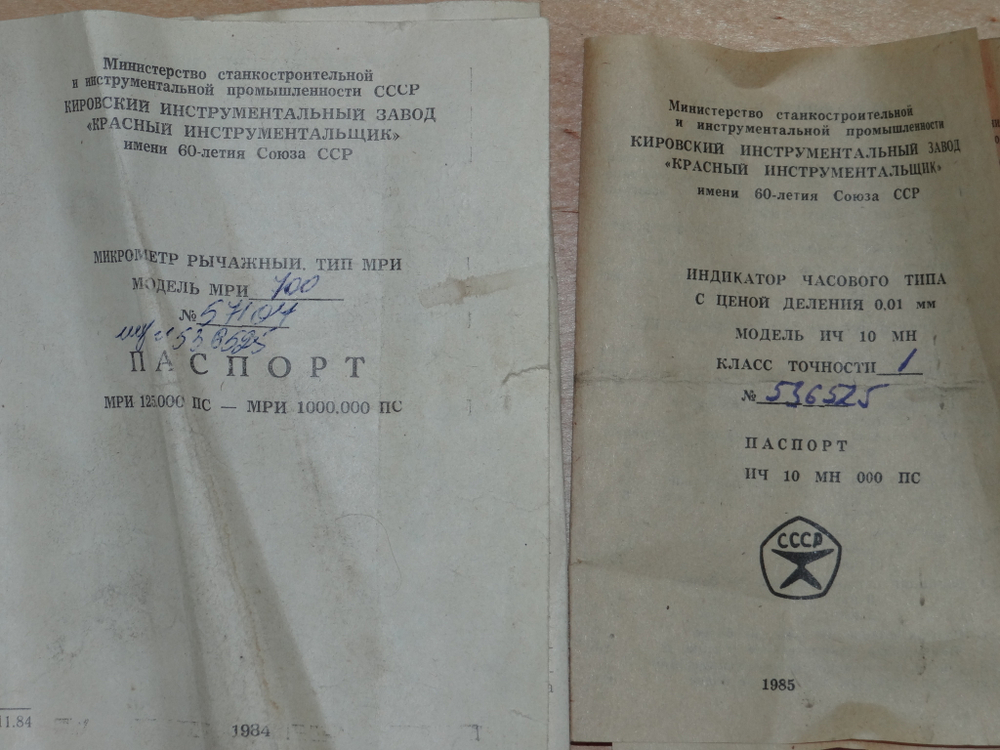 Министерство станкостроительной
и инструментальной промышленности СССР
КИРОВСКИЙ ИНСТРУМЕНТАЛЬНЫЙ ЗАВОД
«КРАСНЫЙ ИНСТРУМЕНТАЛЬЩИК»
имени 60-летия Союза ССР
МИКРОМЕТР РЫЧАЖНЫЙ, ТИП МРИ
МОДЕЛЬ МРИ 700
№ 57104
536525
ПАСПОРТ
МРИ 125.000 ПС — МРИ 1000.000 ПС
11.84
1984
Министерство станкостроительной
и инструментальной промышленности
КИРОВСКИЙ ИНСТРУМЕНТАЛЬНЫЙ ЗАВОД
«КРАСНЫЙ ИНСТРУМЕНТАЛЬЩИК»
имени 60-летия Союза ССР
ИНДИКАТОР ЧАСОВОГО ТИПА
С ЦЕНОЙ ДЕЛЕНИЯ 0,01 мм
МОДЕЛЬ ИЧ 10 МН
КЛАСС ТОЧНОСТИ 1
№ 536525
ПАСПОРТ
ИЧ 10 МН 000 ПС
СССР
1985